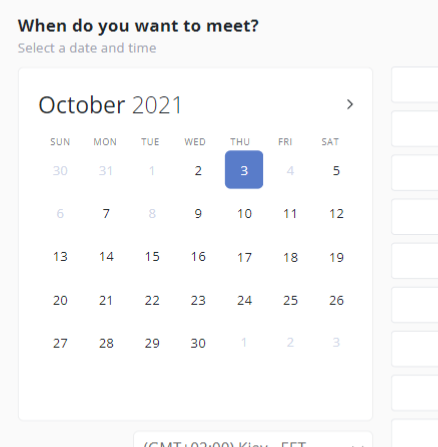 When do you want to meet?
Select a date and time
October 2021
SUN MON TUE WED THU FRI SAT
30 31 1 2 3 4 5
6 7 8 9 10 11 12
13 14 15 16 17 18 19
20 21 22 23 24 25 26
27 28 29 30 1 2 3
(GMT+02:00) Kiev - EET